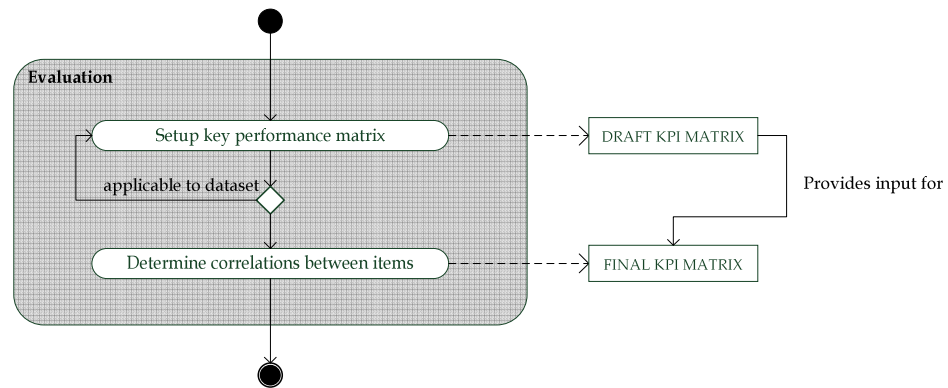 Evaluation
Setup key performance matrix
DRAFT KPI MATRIX
applicable to dataset
Provides input for
Determine correlations between items
FINAL KPI MATRIX